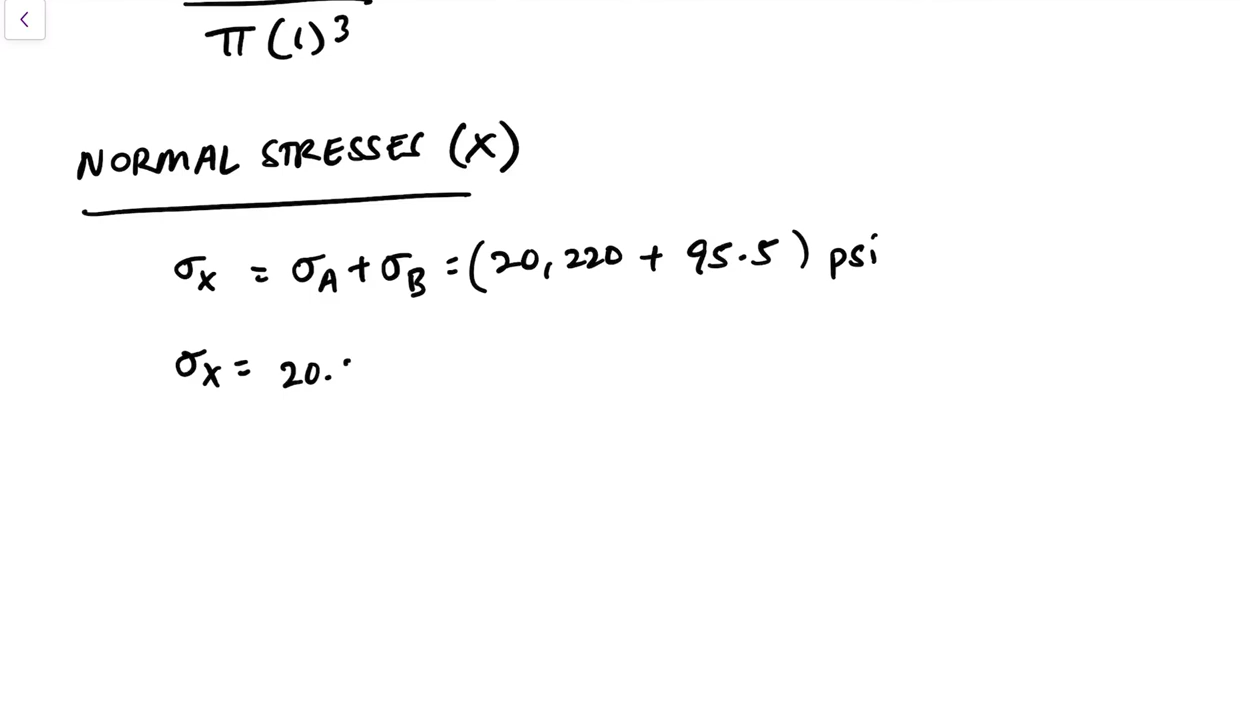 π(1)³
NORMAL STRESSES (X)
σx = σA + σB = (20,220 + 95.5) psi
σx = 20.